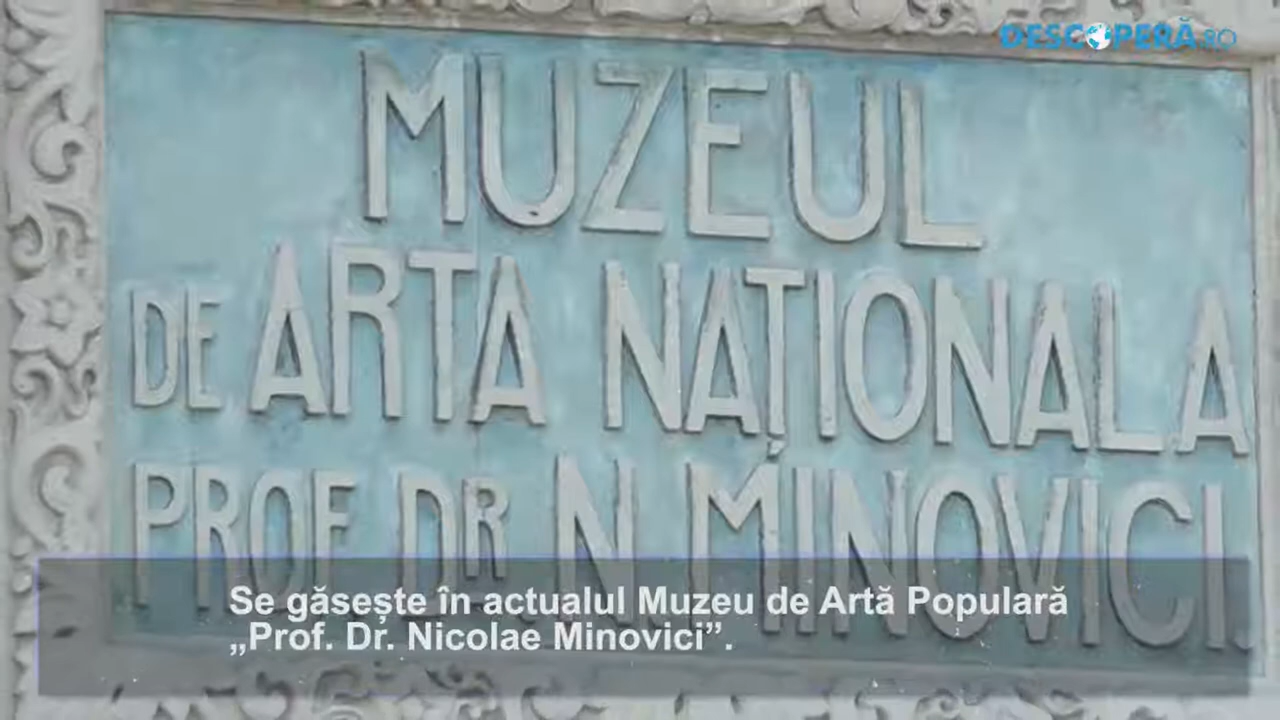 DESCOPERĂ.RO
MUZEUL
DE ARTA NAȚIONALA
PROF. DR. N. MINOVICI.
Se găsește în actualul Muzeu de Artă Populară
„Prof. Dr. Nicolae Minovici”.